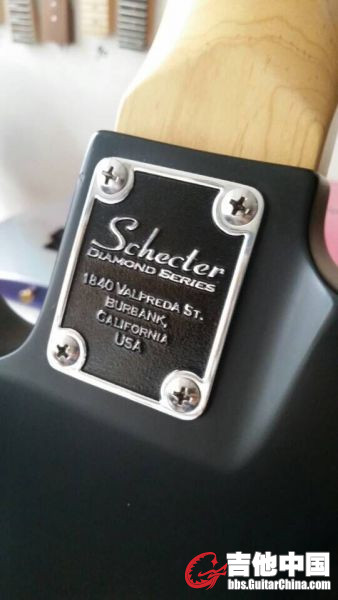 Schecter
DIAMOND SERIES
1840 VALPREDA ST.
BURBANK,
CALIFORNIA
USA
吉他中国
bbs.GuitarChina.com